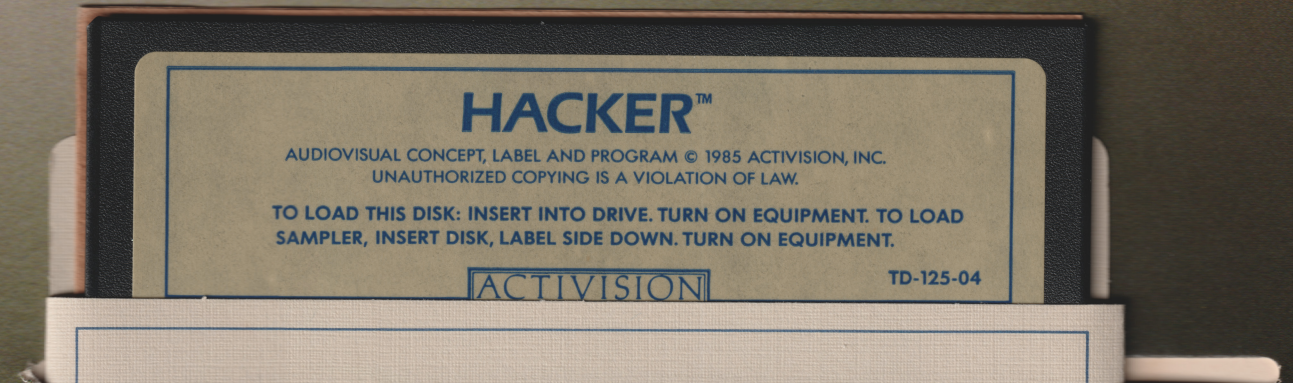 HACKER™
AUDIOVISUAL CONCEPT, LABEL AND PROGRAM © 1985 ACTIVISION, INC.
UNAUTHORIZED COPYING IS A VIOLATION OF LAW.
TO LOAD THIS DISK: INSERT INTO DRIVE. TURN ON EQUIPMENT. TO LOAD
SAMPLER, INSERT DISK, LABEL SIDE DOWN. TURN ON EQUIPMENT.
TD-125-04
ACTIVISION